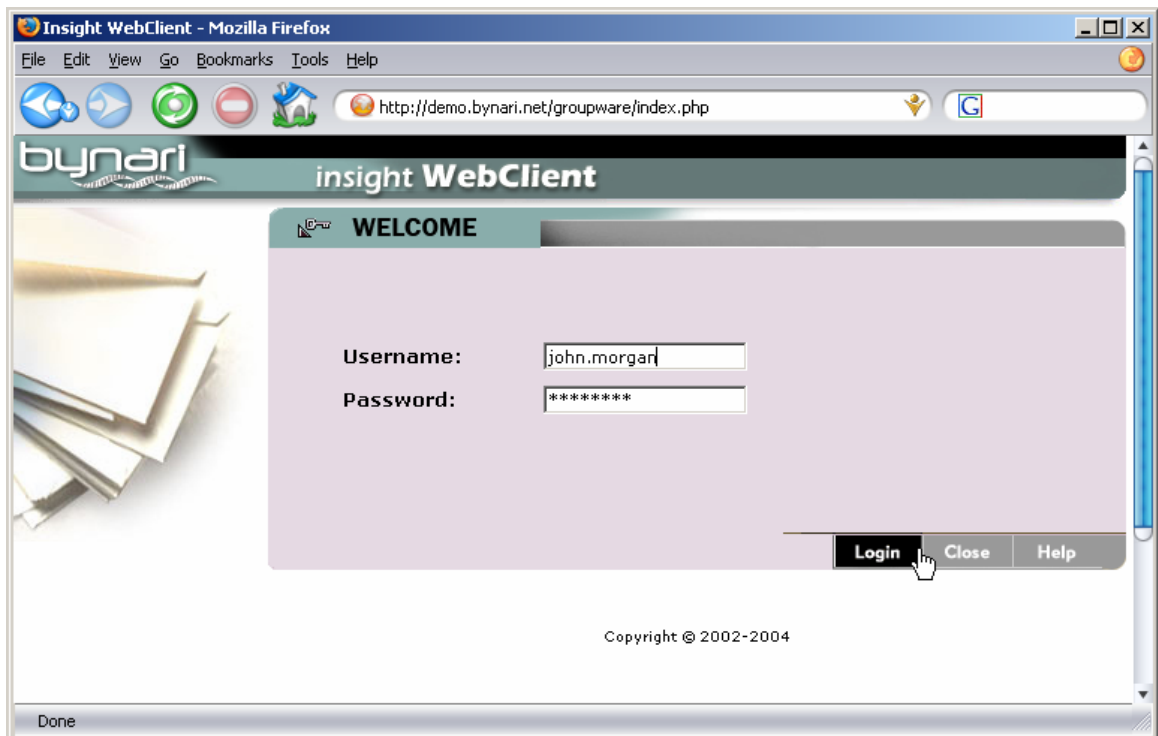 Insight WebClient - Mozilla Firefox
File Edit View Go Bookmarks Tools Help
http://demo.bynari.net/groupware/index.php G
bynari
insight WebClient
WELCOME
Username: john.morgan
Password: ********
Login Close Help
Copyright © 2002-2004
Done